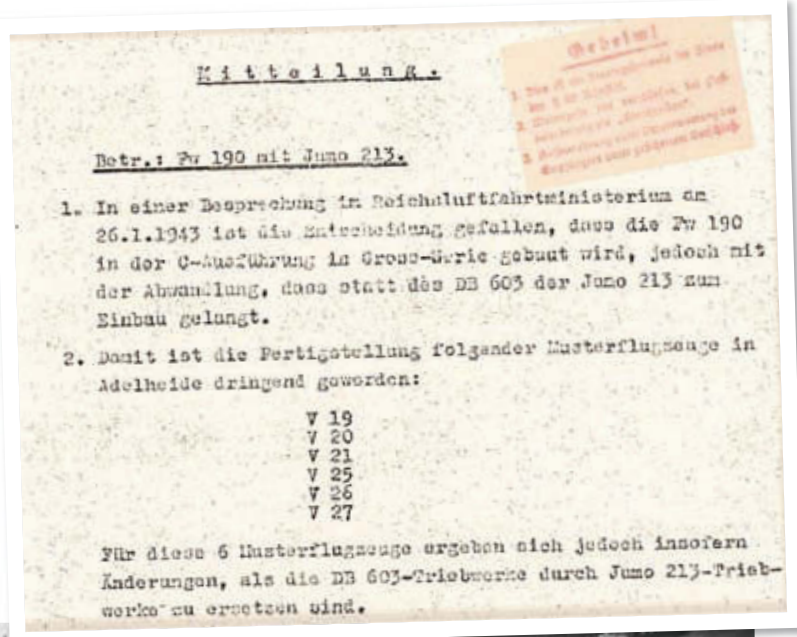 Mitteilung.
Geheim!
Betr.: Fw 190 mit Jumo 213.
1. In einer Besprechung im Reichsluftfahrtministerium am
26.1.1943 ist die Entscheidung gefallen, dass die Fw 190
in der C-Ausführung in Gross-Serie gebaut wird, jedoch mit
der Abwandlung, dass statt des DB 603 der Jumo 213 zum
Einbau gelangt.
2. Damit ist die Fertigstellung folgender Musterflugzeuge in
Adelheide dringend geworden:
V 19
V 20
V 21
V 25
V 26
V 27
Für diese 6 Musterflugzeuge ergeben sich jedoch insofern
Änderungen, als die DB 603-Triebwerke durch Jumo 213-Trieb-
werke zu ersetzen sind.